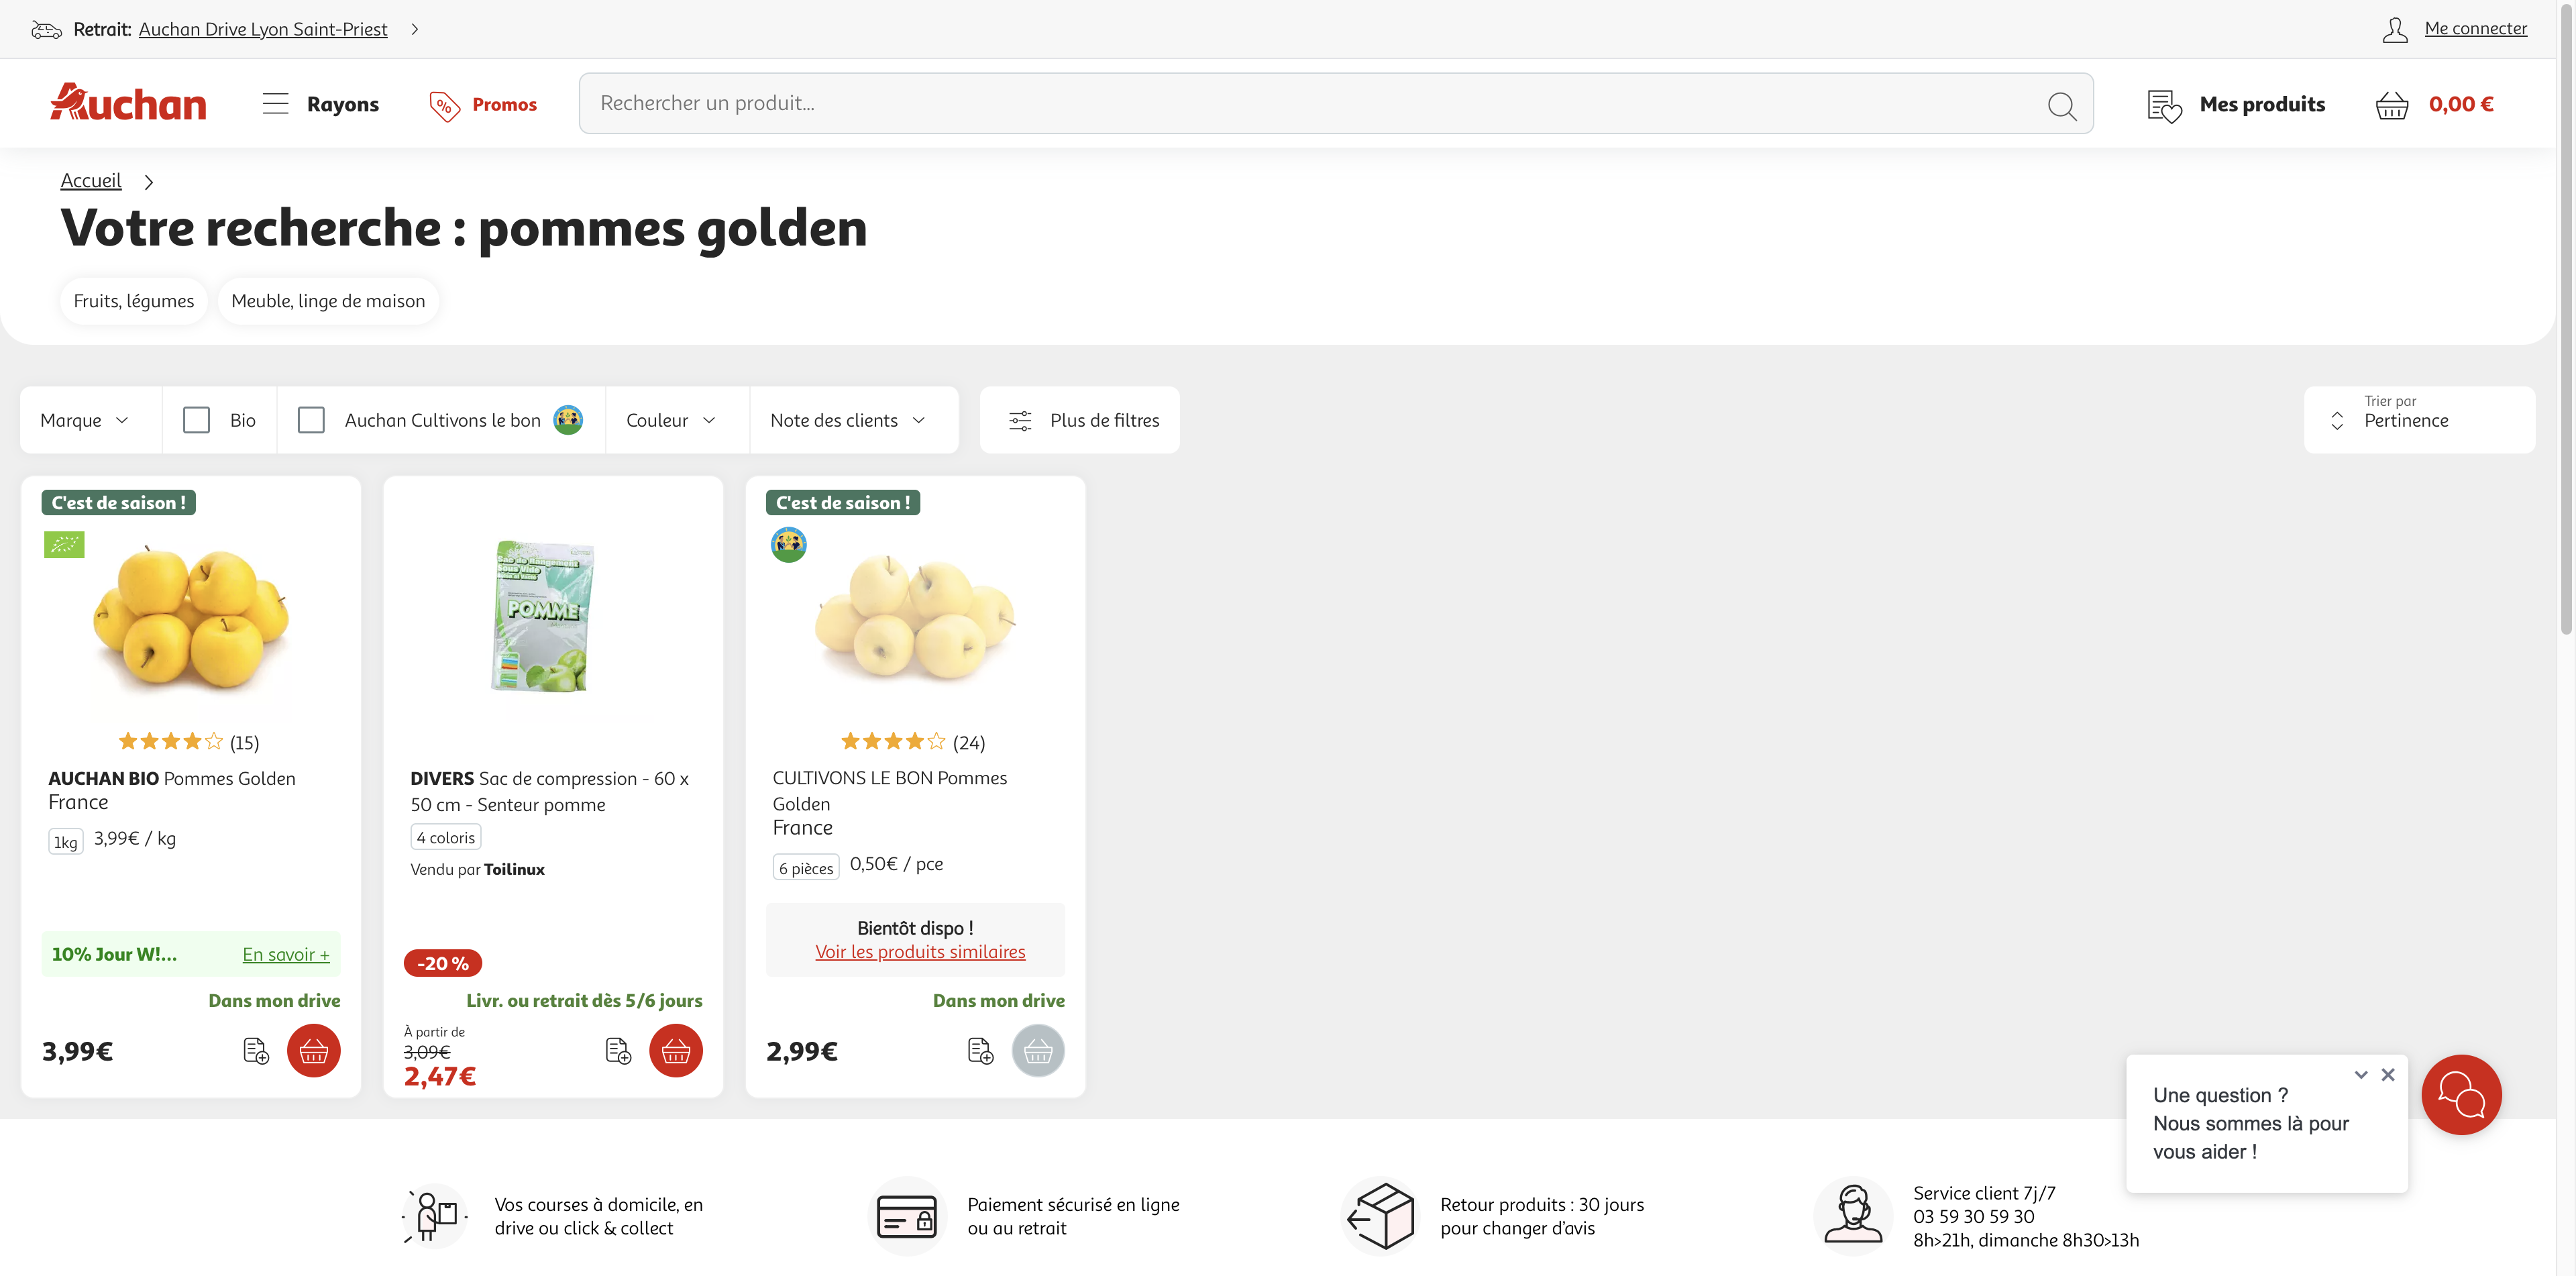 Retrait: Auchan Drive Lyon Saint-Priest
Me connecter
Auchan
Rayons
% Promos
Rechercher un produit...
Mes produits
0,00 €
Accueil
Votre recherche : pommes golden
Fruits, légumes
Meuble, linge de maison
Marque
Bio
Auchan Cultivons le bon
Couleur
Note des clients
Plus de filtres
Trier par
Pertinence
C'est de saison !
(15)
AUCHAN BIO Pommes Golden
France
1kg 3,99€ / kg
10% Jour W!...
En savoir +
Dans mon drive
3,99€
POMME
DIVERS Sac de compression - 60 x
50 cm - Senteur pomme
4 coloris
Vendu par Toilinux
-20 %
Livr. ou retrait dès 5/6 jours
À partir de
3,09€
2,47€
C'est de saison !
(24)
CULTIVONS LE BON Pommes
Golden
France
6 pièces 0,50€ / pce
Bientôt dispo !
Voir les produits similaires
Dans mon drive
2,99€
Une question ?
Nous sommes là pour
vous aider !
Vos courses à domicile, en
drive ou click & collect
Paiement sécurisé en ligne
ou au retrait
Retour produits : 30 jours
pour changer d'avis
Service client 7j/7
03 59 30 59 30
8h>21h, dimanche 8h30>13h